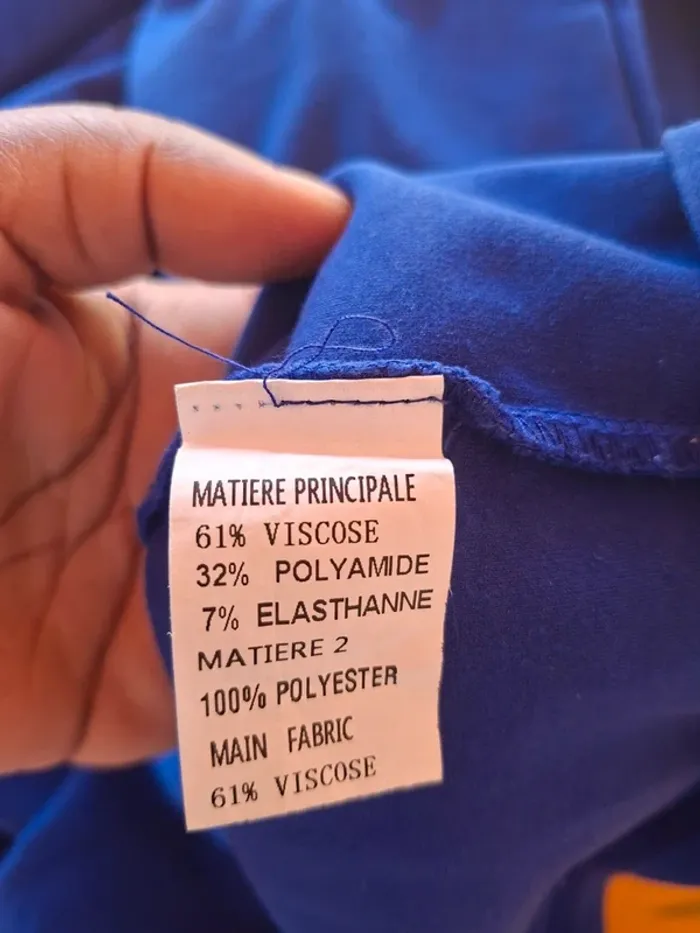 MATIERE PRINCIPALE
61% VISCOSE
32% POLYAMIDE
7% ELASTHANNE
MATIERE 2
100% POLYESTER
MAIN FABRIC
61% VISCOSE